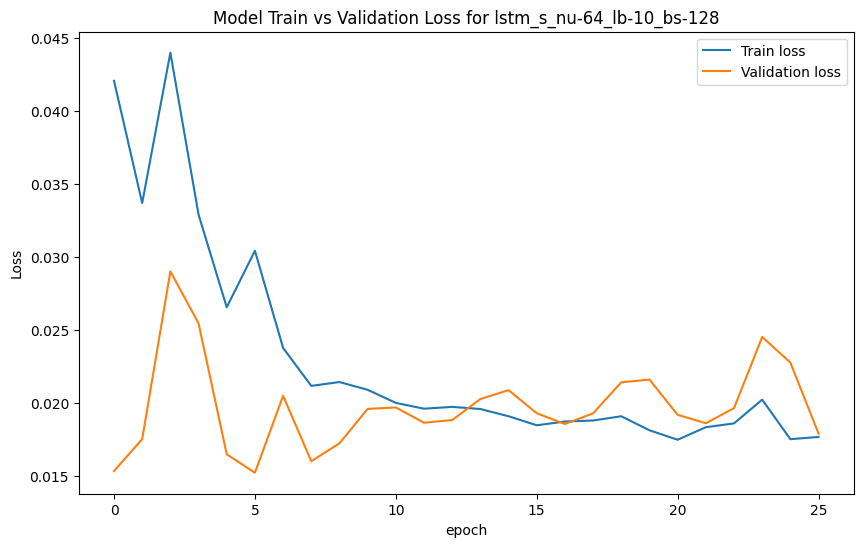 Model Train vs Validation Loss for lstm_s_nu-64_lb-10_bs-128
Train loss
Validation loss
0.045
0.040
0.035
0.030
0.025
0.020
0.015
Loss
0 5 10 15 20 25
epoch